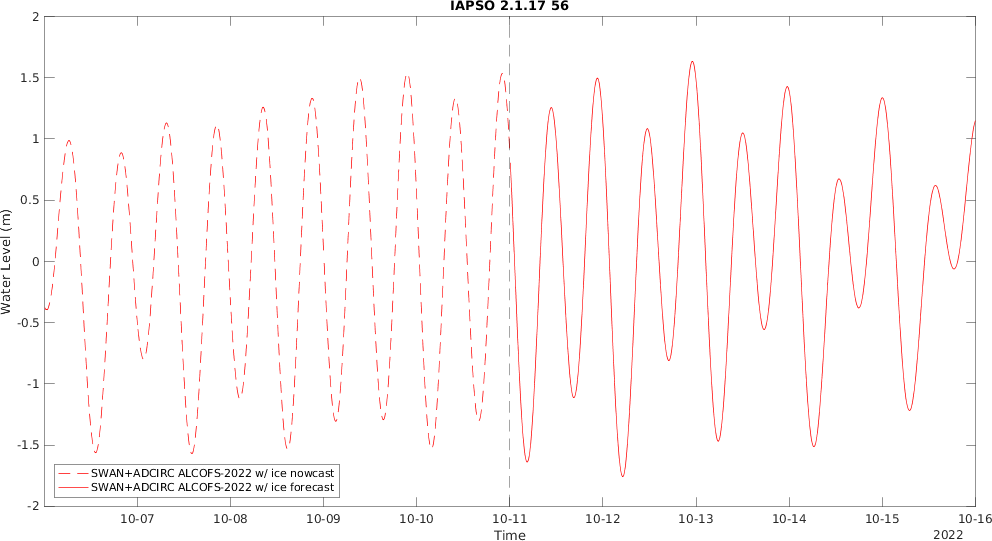 IAPSO 2.1.17 56
2
1.5
1
0.5
0
-0.5
-1
-1.5
-2
Water Level (m)
SWAN+ADCIRC ALCOFS-2022 w/ ice nowcast
SWAN+ADCIRC ALCOFS-2022 w/ ice forecast
10-07 10-08 10-09 10-10 10-11 10-12 10-13 10-14 10-15 10-16
Time
2022